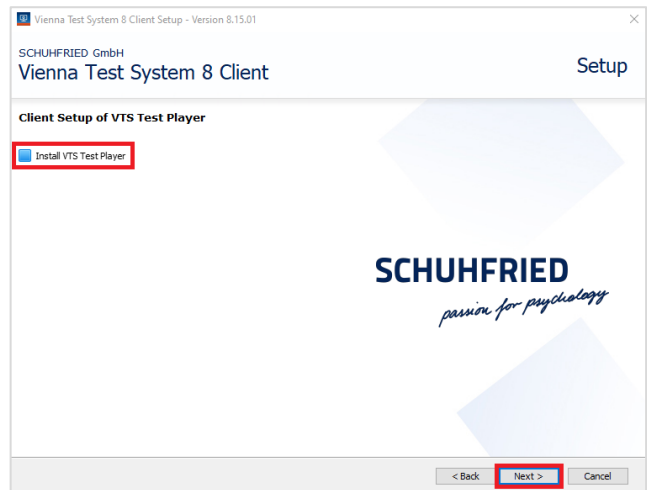 Vienna Test System 8 Client Setup - Version 8.15.01
SCHUHFRIED GmbH
Vienna Test System 8 Client
Setup
Client Setup of VTS Test Player
Install VTS Test Player
SCHUHFRIED
passion for psychology
< Back
Next >
Cancel